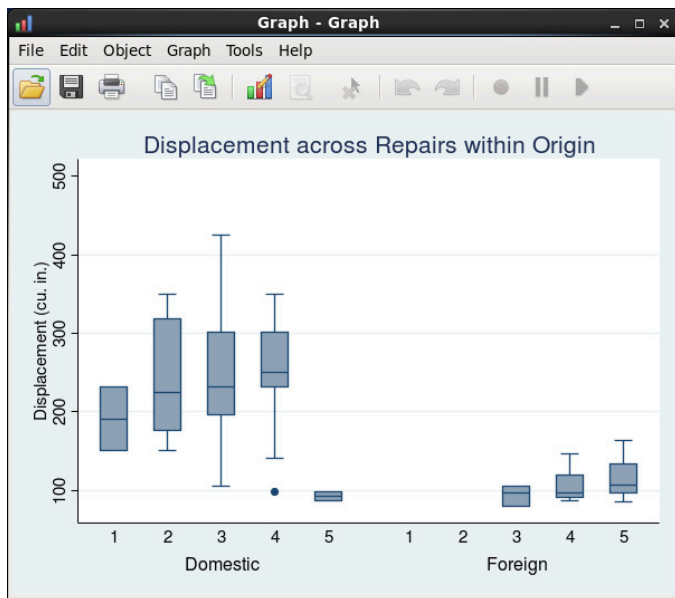 Graph - Graph
File Edit Object Graph Tools Help
Displacement across Repairs within Origin
Displacement (cu. in.)
500
400
300
200
100
1 2 3 4 5 1 2 3 4 5
Domestic Foreign